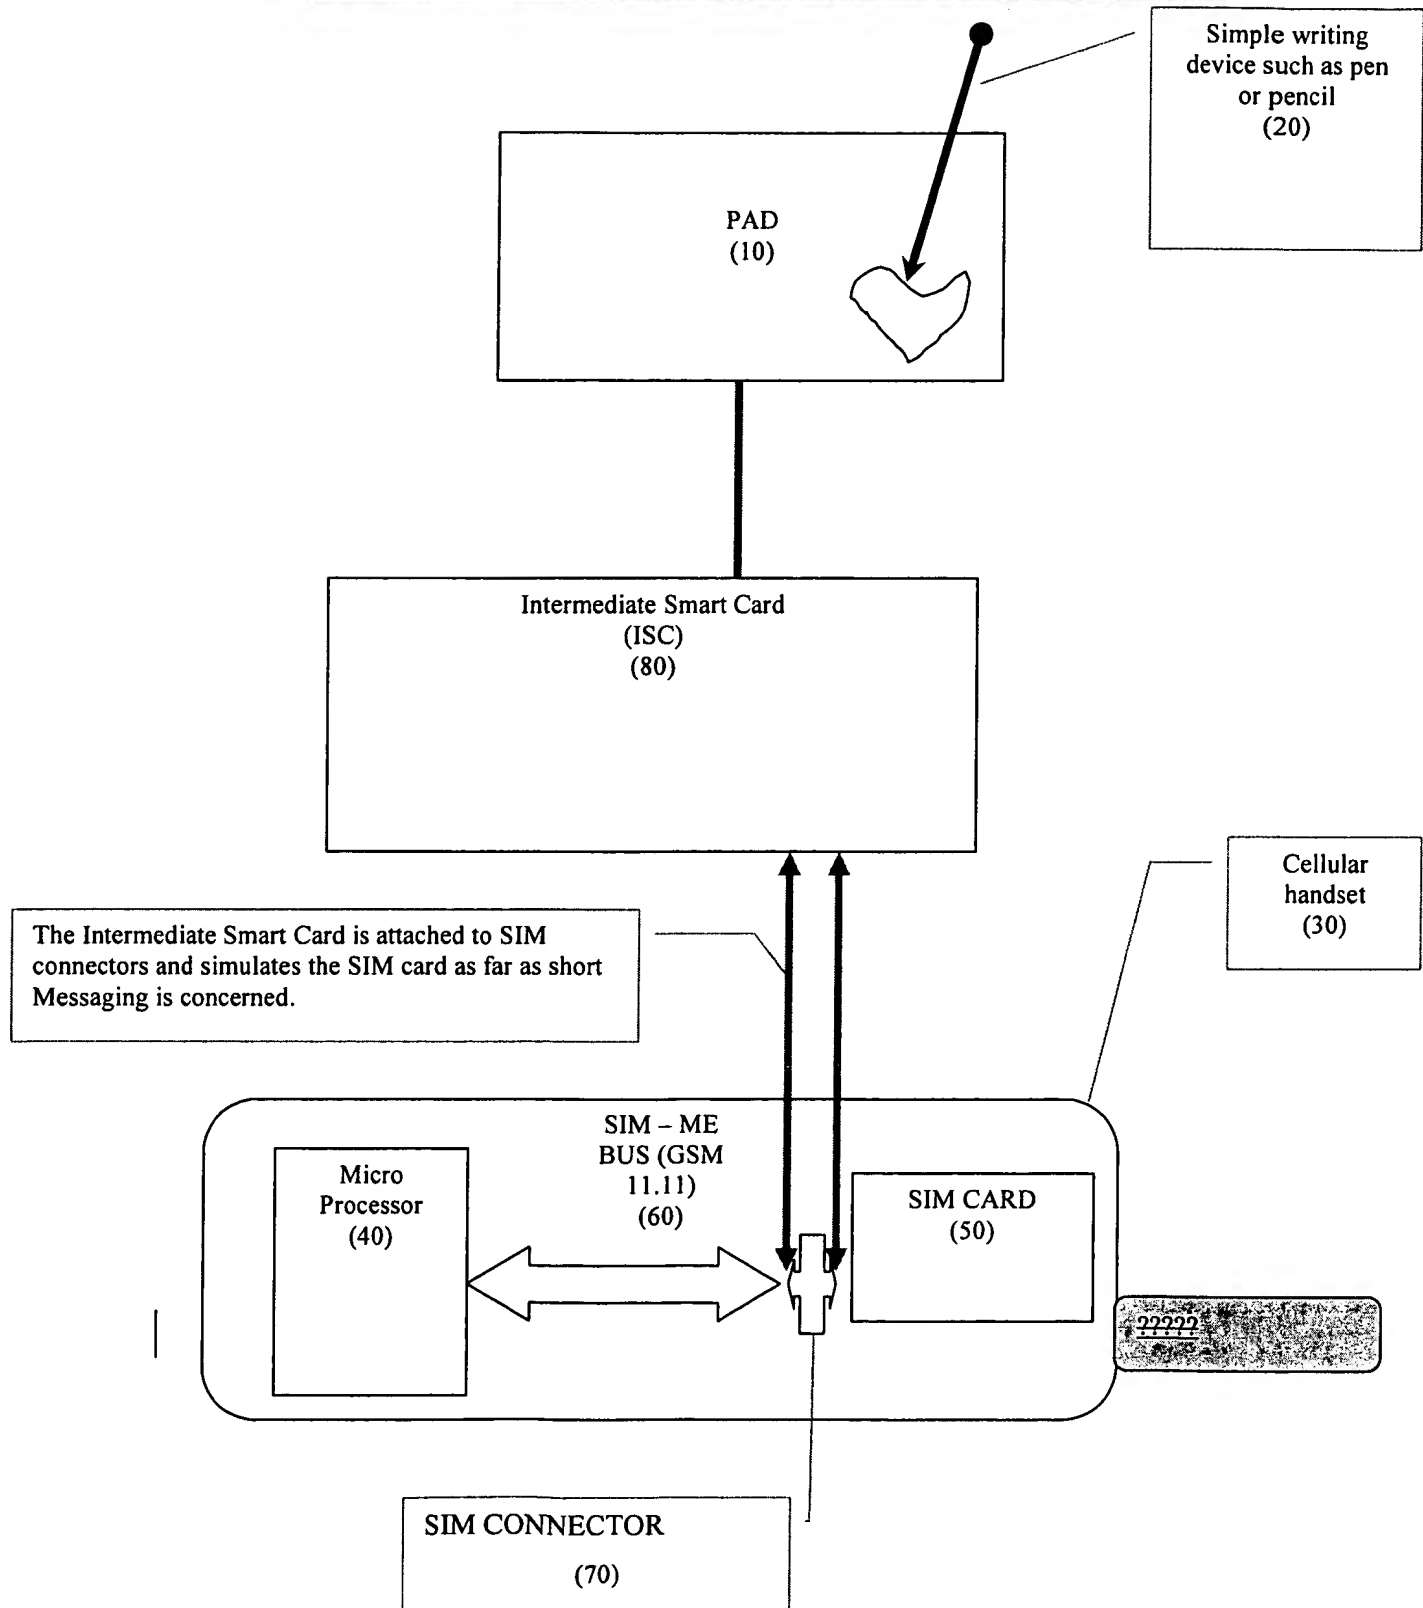 Simple writing
device such as pen
or pencil
(20)
PAD
(10)
Intermediate Smart Card
(ISC)
(80)
Cellular
handset
(30)
The Intermediate Smart Card is attached to SIM
connectors and simulates the SIM card as far as short
Messaging is concerned.
SIM – ME
BUS (GSM
11.11)
(60)
Micro
Processor
(40)
SIM CARD
(50)
?????
SIM CONNECTOR
(70)